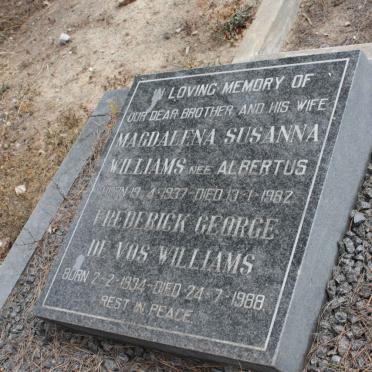 IN LOVING MEMORY OF
OUR DEAR BROTHER AND HIS WIFE
MAGDALENA SUSANNA
WILLIAMS NEE ALBERTUS
BORN 19-4-1937-DIED 13-1-1982
FREDERICK GEORGE
DE VOS WILLIAMS
BORN 2-2-1934-DIED 24-7-1988
REST IN PEACE